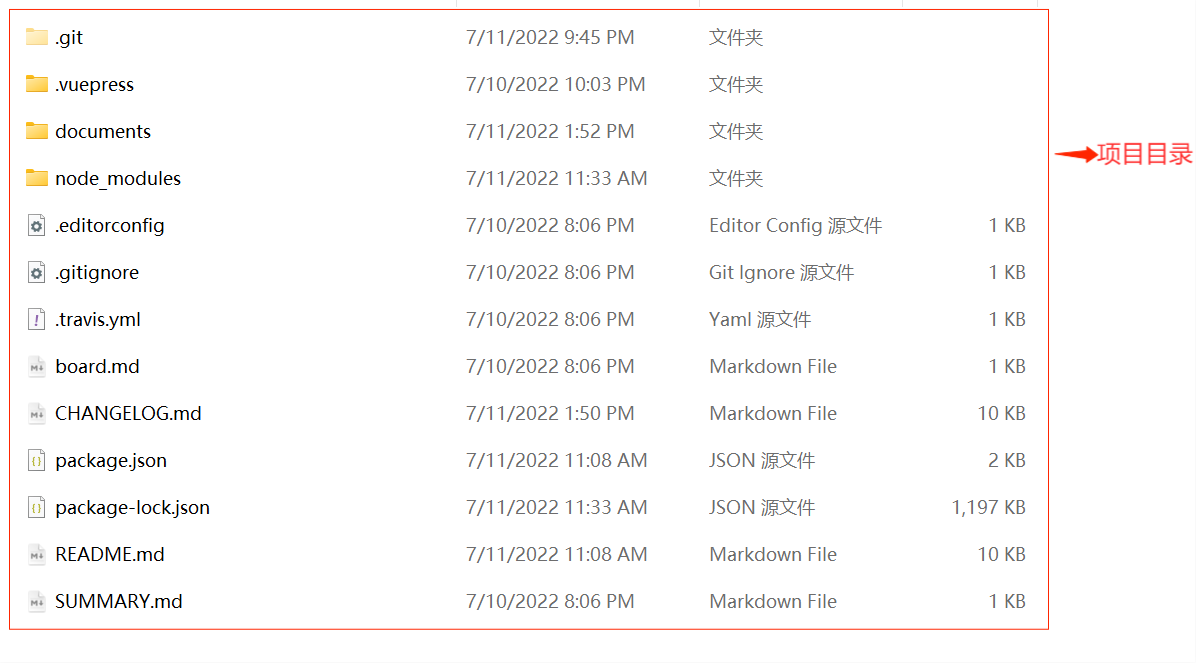 .git 7/11/2022 9:45 PM 文件夹
.vuepress 7/10/2022 10:03 PM 文件夹
documents 7/11/2022 1:52 PM 文件夹
项目目录
node_modules 7/11/2022 11:33 AM 文件夹
.editorconfig 7/10/2022 8:06 PM Editor Config 源文件 1 KB
.gitignore 7/10/2022 8:06 PM Git Ignore 源文件 1 KB
.travis.yml 7/10/2022 8:06 PM Yaml 源文件 1 KB
board.md 7/10/2022 8:06 PM Markdown File 1 KB
CHANGELOG.md 7/11/2022 1:50 PM Markdown File 10 KB
package.json 7/11/2022 11:08 AM JSON 源文件 2 KB
package-lock.json 7/11/2022 11:33 AM JSON 源文件 1,197 KB
README.md 7/11/2022 11:08 AM Markdown File 10 KB
SUMMARY.md 7/10/2022 8:06 PM Markdown File 1 KB